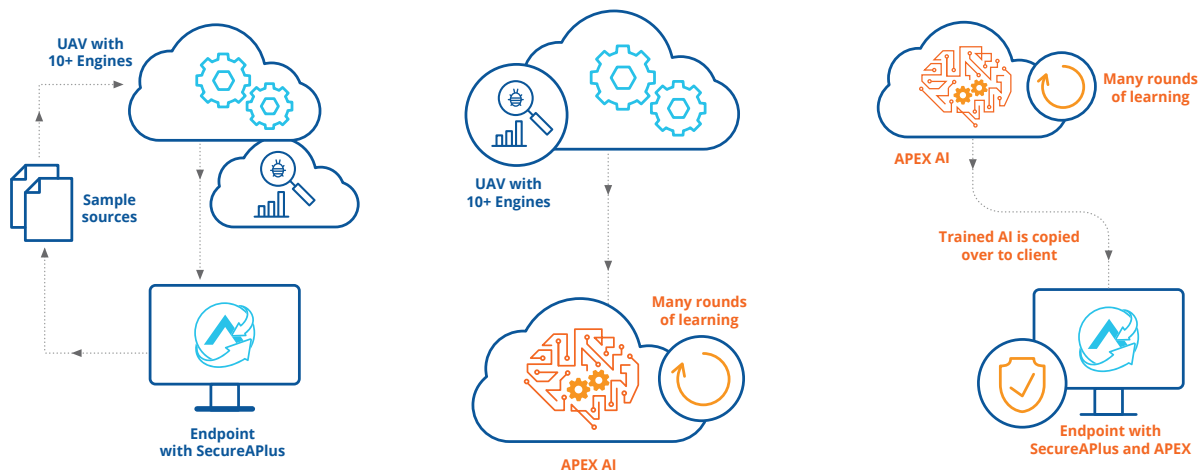 UAV with
10+ Engines
Sample
sources
Endpoint
with SecureAPlus
UAV with
10+ Engines
Many rounds
of learning
APEX AI
Many rounds
of learning
APEX AI
Trained AI is copied
over to client
Endpoint with
SecureAPlus and APEX